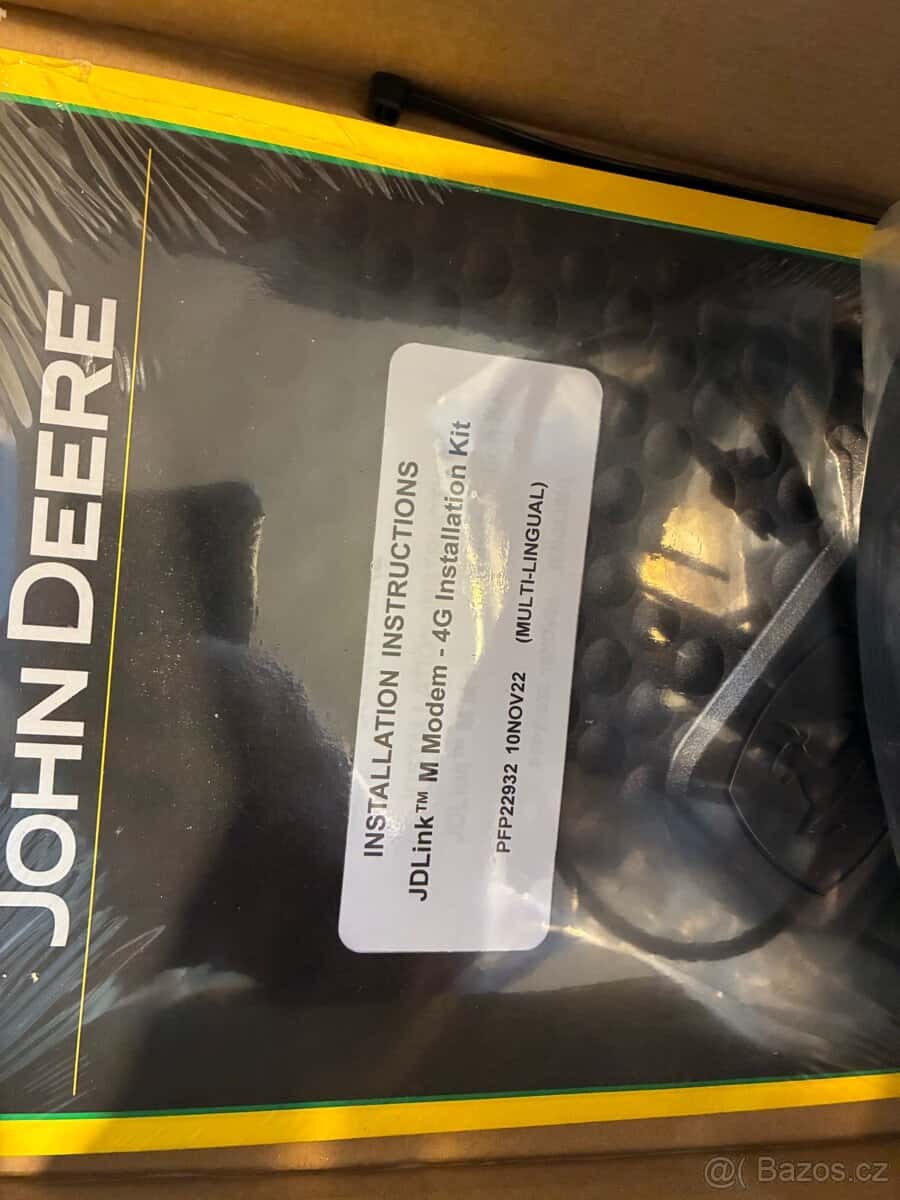 JOHN DEERE
INSTALLATION INSTRUCTIONS
JDLink™ M Modem - 4G Installation Kit
PFP22932 10NOV22 (MULTI-LINGUAL)
@( Bazos.cz